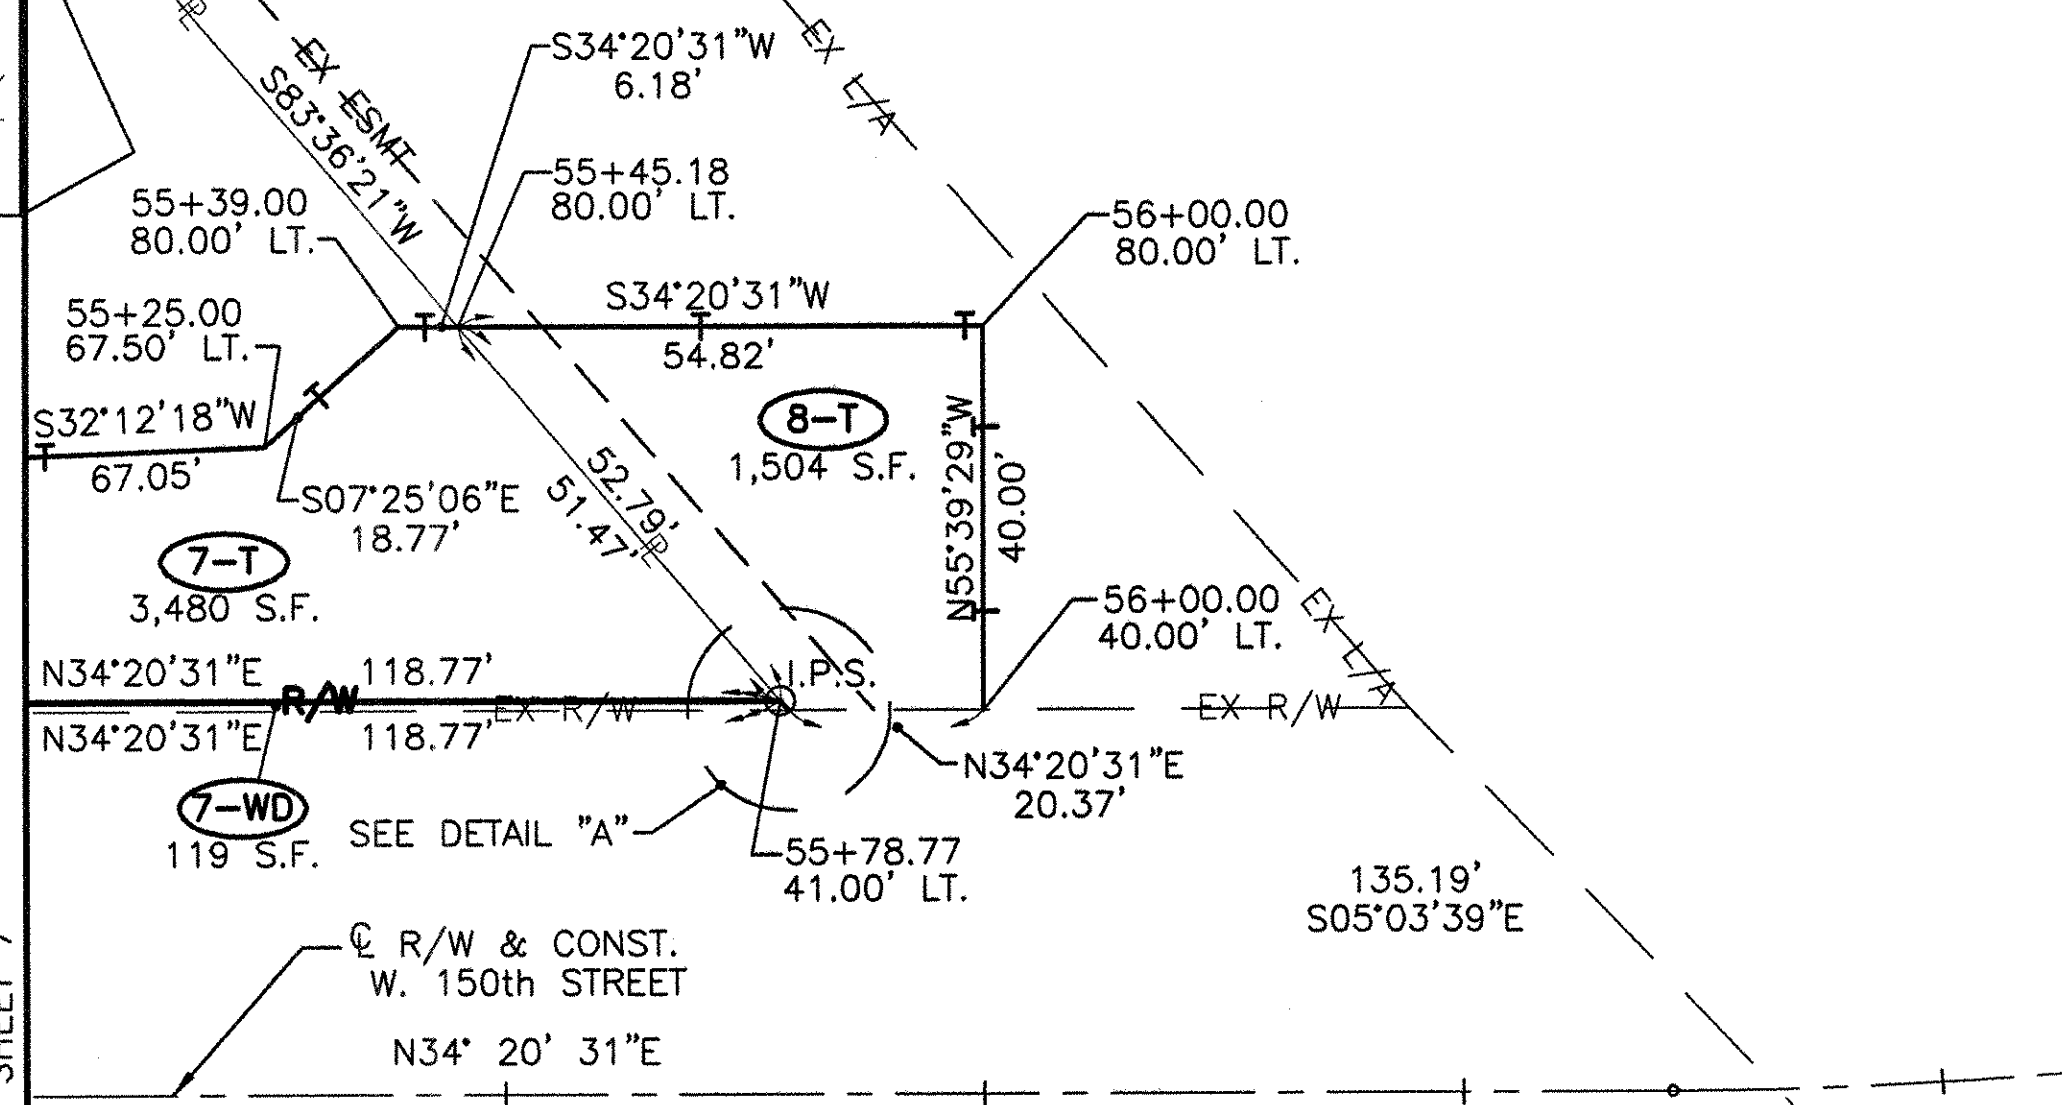 S34°20'31"W
6.18'
EX ESMT
S83°36'21"W
EX L/A
55+45.18
80.00' LT.
55+39.00
80.00' LT.
56+00.00
80.00' LT.
S34°20'31"W
54.82'
55+25.00
67.50' LT.
S32°12'18"W
67.05'
S07°25'06"E
18.77'
8-T
1,504 S.F.
52.79'
51.47'
N55°39'29"W
40.00'
7-T
3,480 S.F.
56+00.00
40.00' LT.
EX L/A
N34°20'31"E 118.77'
I.P.S.
R/W
EX R/W
EX R/W
N34°20'31"E 118.77'
N34°20'31"E
20.37'
7-WD
119 S.F.
SEE DETAIL "A"
55+78.77
41.00' LT.
135.19'
S05°03'39"E
℄ R/W & CONST.
W. 150th STREET
N34° 20' 31"E